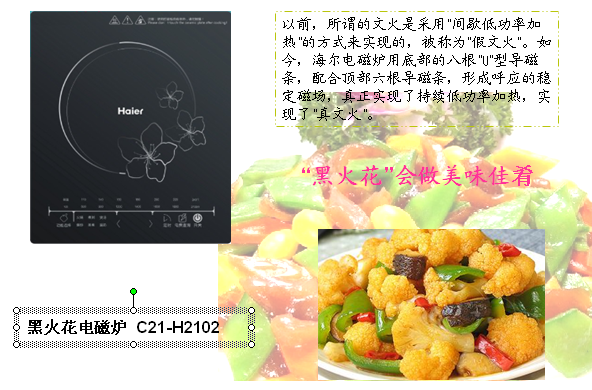 以前，所谓的文火是采用"间歇低功率加
热"的方式来实现的，被称为"假文火"。如
今，海尔电磁炉用底部的八根"U"型导磁
条，配合顶部六根导磁条，形成呼应的稳
定磁场，真正实现了持续低功率加热，实
现了"真文火"。
Haier
"黑火花"会做美味佳肴
黑火花电磁炉 C21-H2102